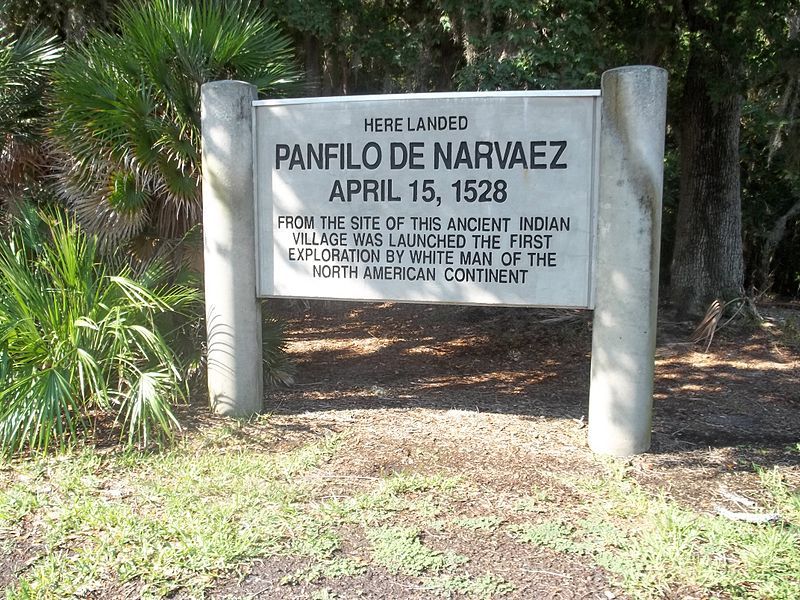 HERE LANDED
PANFILO DE NARVAEZ
APRIL 15, 1528
FROM THE SITE OF THIS ANCIENT INDIAN
VILLAGE WAS LAUNCHED THE FIRST
EXPLORATION BY WHITE MAN OF THE
NORTH AMERICAN CONTINENT